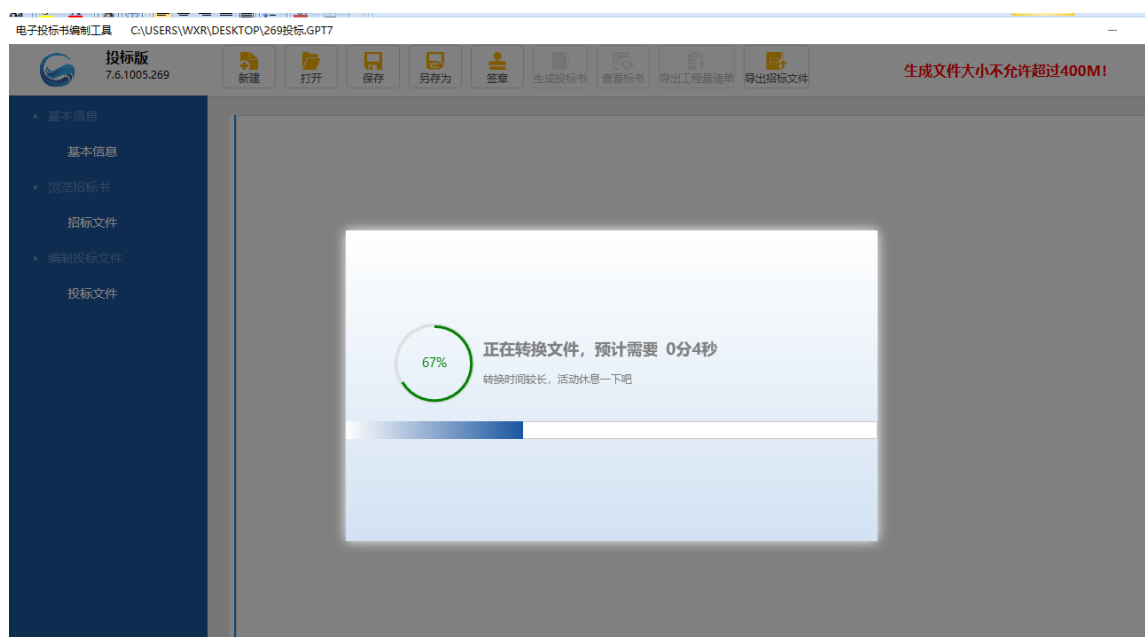 电子投标书编制工具 C:\USERS\WXR\DESKTOP\269投标.GPT7
投标版
7.6.1005.269
新建 打开 保存 另存为 签章 生成投标书 查看标书 导出工程量清单 导出招标文件
生成文件大小不允许超过400M!
基本信息
基本信息
浏览招标书
招标文件
编制投标文件
投标文件
67%
正在转换文件，预计需要 0分4秒
转换时间较长，活动休息一下吧